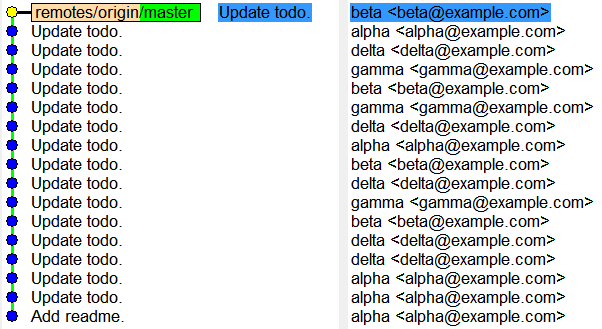 remotes/origin/master Update todo. beta <beta@example.com>
Update todo. alpha <alpha@example.com>
Update todo. delta <delta@example.com>
Update todo. gamma <gamma@example.com>
Update todo. beta <beta@example.com>
Update todo. gamma <gamma@example.com>
Update todo. delta <delta@example.com>
Update todo. alpha <alpha@example.com>
Update todo. beta <beta@example.com>
Update todo. delta <delta@example.com>
Update todo. gamma <gamma@example.com>
Update todo. beta <beta@example.com>
Update todo. delta <delta@example.com>
Update todo. delta <delta@example.com>
Update todo. alpha <alpha@example.com>
Update todo. alpha <alpha@example.com>
Add readme. alpha <alpha@example.com>